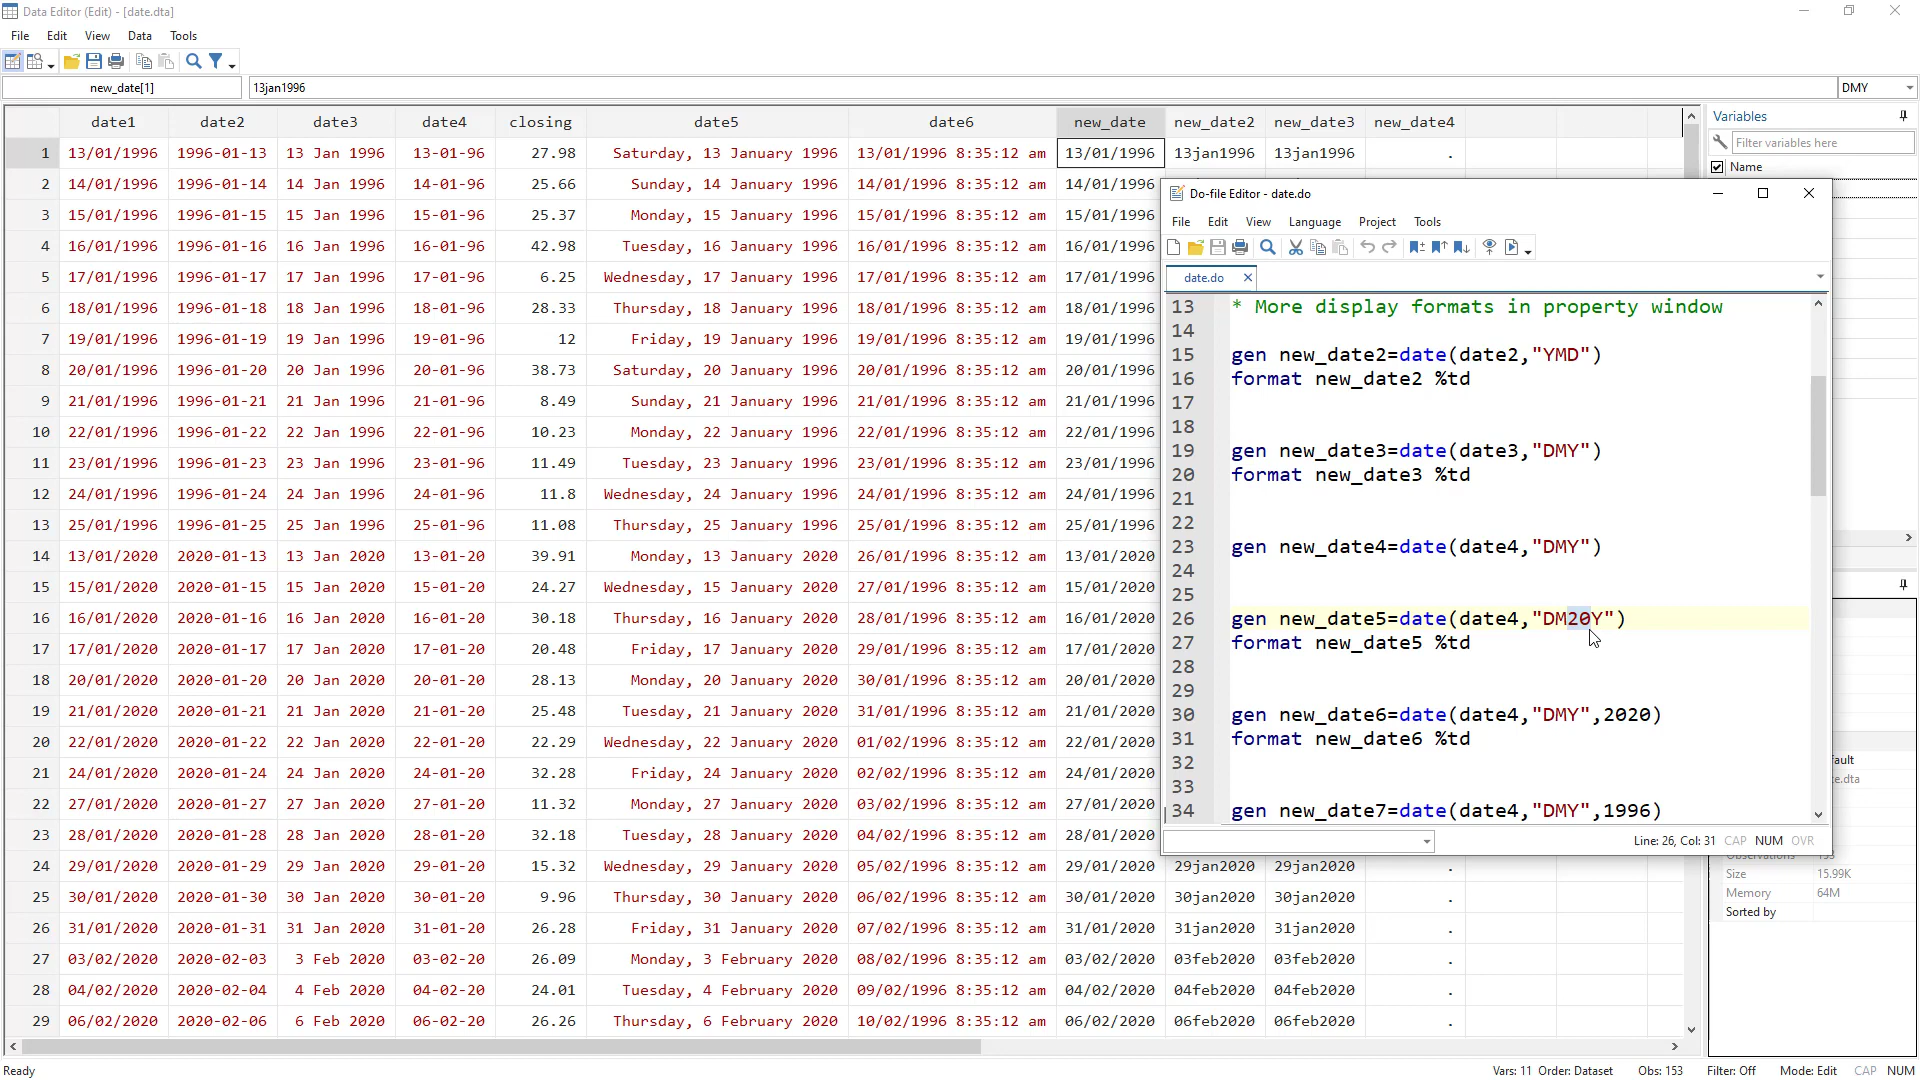 Data Editor (Edit) - [date.dta]
File Edit View Data Tools
new_date[1] 13jan1996 DMY
date1 date2 date3 date4 closing date5 date6 new_date new_date2 new_date3 new_date4
1 13/01/1996 1996-01-13 13 Jan 1996 13-01-96 27.98 Saturday, 13 January 1996 13/01/1996 8:35:12 am 13/01/1996 13jan1996 13jan1996 .
2 14/01/1996 1996-01-14 14 Jan 1996 14-01-96 25.66 Sunday, 14 January 1996 14/01/1996 8:35:12 am 14/01/1996
3 15/01/1996 1996-01-15 15 Jan 1996 15-01-96 25.37 Monday, 15 January 1996 15/01/1996 8:35:12 am 15/01/1996
4 16/01/1996 1996-01-16 16 Jan 1996 16-01-96 42.98 Tuesday, 16 January 1996 16/01/1996 8:35:12 am 16/01/1996
5 17/01/1996 1996-01-17 17 Jan 1996 17-01-96 6.25 Wednesday, 17 January 1996 17/01/1996 8:35:12 am 17/01/1996
6 18/01/1996 1996-01-18 18 Jan 1996 18-01-96 28.33 Thursday, 18 January 1996 18/01/1996 8:35:12 am 18/01/1996
7 19/01/1996 1996-01-19 19 Jan 1996 19-01-96 12 Friday, 19 January 1996 19/01/1996 8:35:12 am 19/01/1996
8 20/01/1996 1996-01-20 20 Jan 1996 20-01-96 38.73 Saturday, 20 January 1996 20/01/1996 8:35:12 am 20/01/1996
9 21/01/1996 1996-01-21 21 Jan 1996 21-01-96 8.49 Sunday, 21 January 1996 21/01/1996 8:35:12 am 21/01/1996
10 22/01/1996 1996-01-22 22 Jan 1996 22-01-96 10.23 Monday, 22 January 1996 22/01/1996 8:35:12 am 22/01/1996
11 23/01/1996 1996-01-23 23 Jan 1996 23-01-96 11.49 Tuesday, 23 January 1996 23/01/1996 8:35:12 am 23/01/1996
12 24/01/1996 1996-01-24 24 Jan 1996 24-01-96 11.8 Wednesday, 24 January 1996 24/01/1996 8:35:12 am 24/01/1996
13 25/01/1996 1996-01-25 25 Jan 1996 25-01-96 11.08 Thursday, 25 January 1996 25/01/1996 8:35:12 am 25/01/1996
14 13/01/2020 2020-01-13 13 Jan 2020 13-01-20 39.91 Monday, 13 January 2020 26/01/1996 8:35:12 am 13/01/2020
15 15/01/2020 2020-01-15 15 Jan 2020 15-01-20 24.27 Wednesday, 15 January 2020 27/01/1996 8:35:12 am 15/01/2020
16 16/01/2020 2020-01-16 16 Jan 2020 16-01-20 30.18 Thursday, 16 January 2020 28/01/1996 8:35:12 am 16/01/2020
17 17/01/2020 2020-01-17 17 Jan 2020 17-01-20 20.48 Friday, 17 January 2020 29/01/1996 8:35:12 am 17/01/2020
18 20/01/2020 2020-01-20 20 Jan 2020 20-01-20 28.13 Monday, 20 January 2020 30/01/1996 8:35:12 am 20/01/2020
19 21/01/2020 2020-01-21 21 Jan 2020 21-01-20 25.48 Tuesday, 21 January 2020 31/01/1996 8:35:12 am 21/01/2020
20 22/01/2020 2020-01-22 22 Jan 2020 22-01-20 22.29 Wednesday, 22 January 2020 01/02/1996 8:35:12 am 22/01/2020
21 24/01/2020 2020-01-24 24 Jan 2020 24-01-20 32.28 Friday, 24 January 2020 02/02/1996 8:35:12 am 24/01/2020
22 27/01/2020 2020-01-27 27 Jan 2020 27-01-20 11.32 Monday, 27 January 2020 03/02/1996 8:35:12 am 27/01/2020
23 28/01/2020 2020-01-28 28 Jan 2020 28-01-20 32.18 Tuesday, 28 January 2020 04/02/1996 8:35:12 am 28/01/2020
24 29/01/2020 2020-01-29 29 Jan 2020 29-01-20 15.32 Wednesday, 29 January 2020 05/02/1996 8:35:12 am 29/01/2020 29jan2020 29jan2020 .
25 30/01/2020 2020-01-30 30 Jan 2020 30-01-20 9.96 Thursday, 30 January 2020 06/02/1996 8:35:12 am 30/01/2020 30jan2020 30jan2020 .
26 31/01/2020 2020-01-31 31 Jan 2020 31-01-20 26.28 Friday, 31 January 2020 07/02/1996 8:35:12 am 31/01/2020 31jan2020 31jan2020 .
27 03/02/2020 2020-02-03 3 Feb 2020 03-02-20 26.09 Monday, 3 February 2020 08/02/1996 8:35:12 am 03/02/2020 03feb2020 03feb2020 .
28 04/02/2020 2020-02-04 4 Feb 2020 04-02-20 24.01 Tuesday, 4 February 2020 09/02/1996 8:35:12 am 04/02/2020 04feb2020 04feb2020 .
29 06/02/2020 2020-02-06 6 Feb 2020 06-02-20 26.26 Thursday, 6 February 2020 10/02/1996 8:35:12 am 06/02/2020 06feb2020 06feb2020 .
Variables
Filter variables here
Name
Do-file Editor - date.do
File Edit View Language Project Tools
date.do
13 * More display formats in property window
14
15 gen new_date2=date(date2,"YMD")
16 format new_date2 %td
17
18
19 gen new_date3=date(date3,"DMY")
20 format new_date3 %td
21
22
23 gen new_date4=date(date4,"DMY")
24
25
26 gen new_date5=date(date4,"DM20Y")
27 format new_date5 %td
28
29
30 gen new_date6=date(date4,"DMY",2020)
31 format new_date6 %td
32
33
34 gen new_date7=date(date4,"DMY",1996)
Line: 26, Col: 31 CAP NUM OVR
ault
te.dta
Observations 153
Size 15.99K
Memory 64M
Sorted by
Ready Vars: 11 Order: Dataset Obs: 153 Filter: Off Mode: Edit CAP NUM